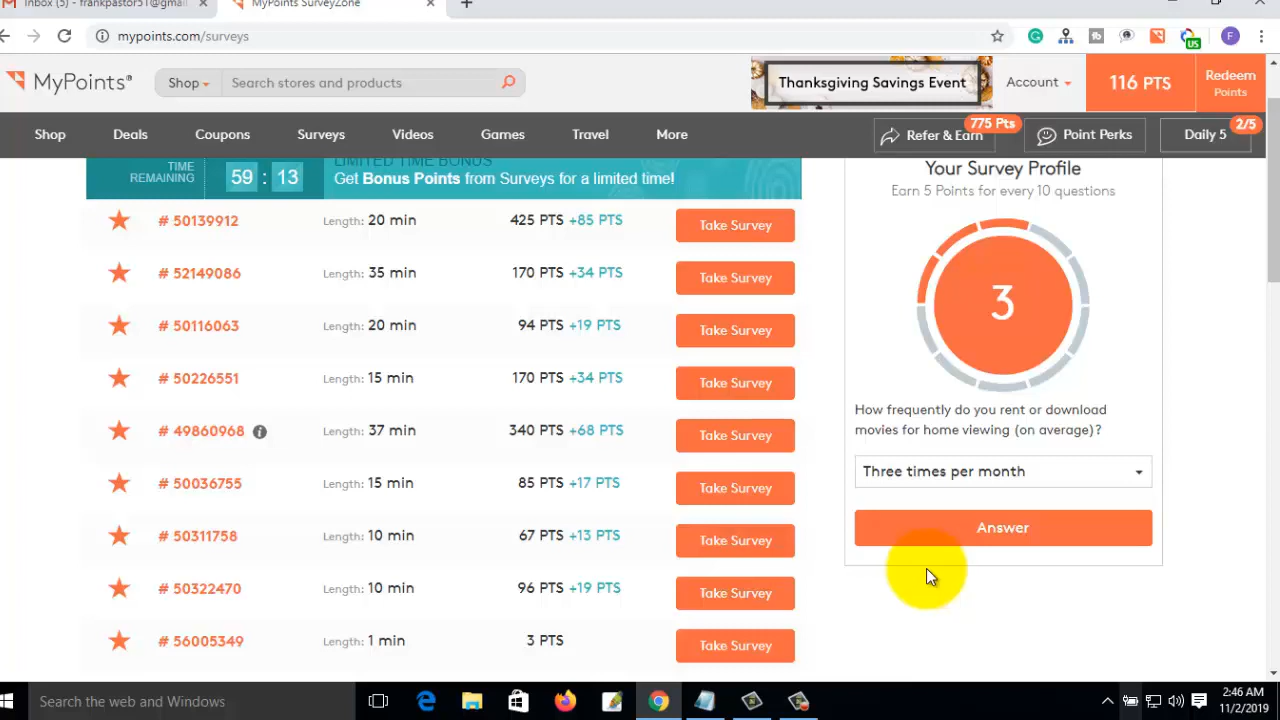 Inbox (5) - frankpastor51@gmail
MyPoints SurveyZone
mypoints.com/surveys
US
F
MyPoints®
Shop
Search stores and products
Thanksgiving Savings Event
Account
116 PTS
Redeem
Points
Shop
Deals
Coupons
Surveys
Videos
Games
Travel
More
Refer & Earn
775 Pts
Point Perks
Daily 5
2/5
TIME
REMAINING
59 : 13
LIMITED TIME BONUS
Get Bonus Points from Surveys for a limited time!
# 50139912 Length: 20 min 425 PTS +85 PTS Take Survey
# 52149086 Length: 35 min 170 PTS +34 PTS Take Survey
# 50116063 Length: 20 min 94 PTS +19 PTS Take Survey
# 50226551 Length: 15 min 170 PTS +34 PTS Take Survey
# 49860968 Length: 37 min 340 PTS +68 PTS Take Survey
# 50036755 Length: 15 min 85 PTS +17 PTS Take Survey
# 50311758 Length: 10 min 67 PTS +13 PTS Take Survey
# 50322470 Length: 10 min 96 PTS +19 PTS Take Survey
# 56005349 Length: 1 min 3 PTS Take Survey
Your Survey Profile
Earn 5 Points for every 10 questions
3
How frequently do you rent or download
movies for home viewing (on average)?
Three times per month
Answer
Search the web and Windows
2:46 AM
11/2/2019